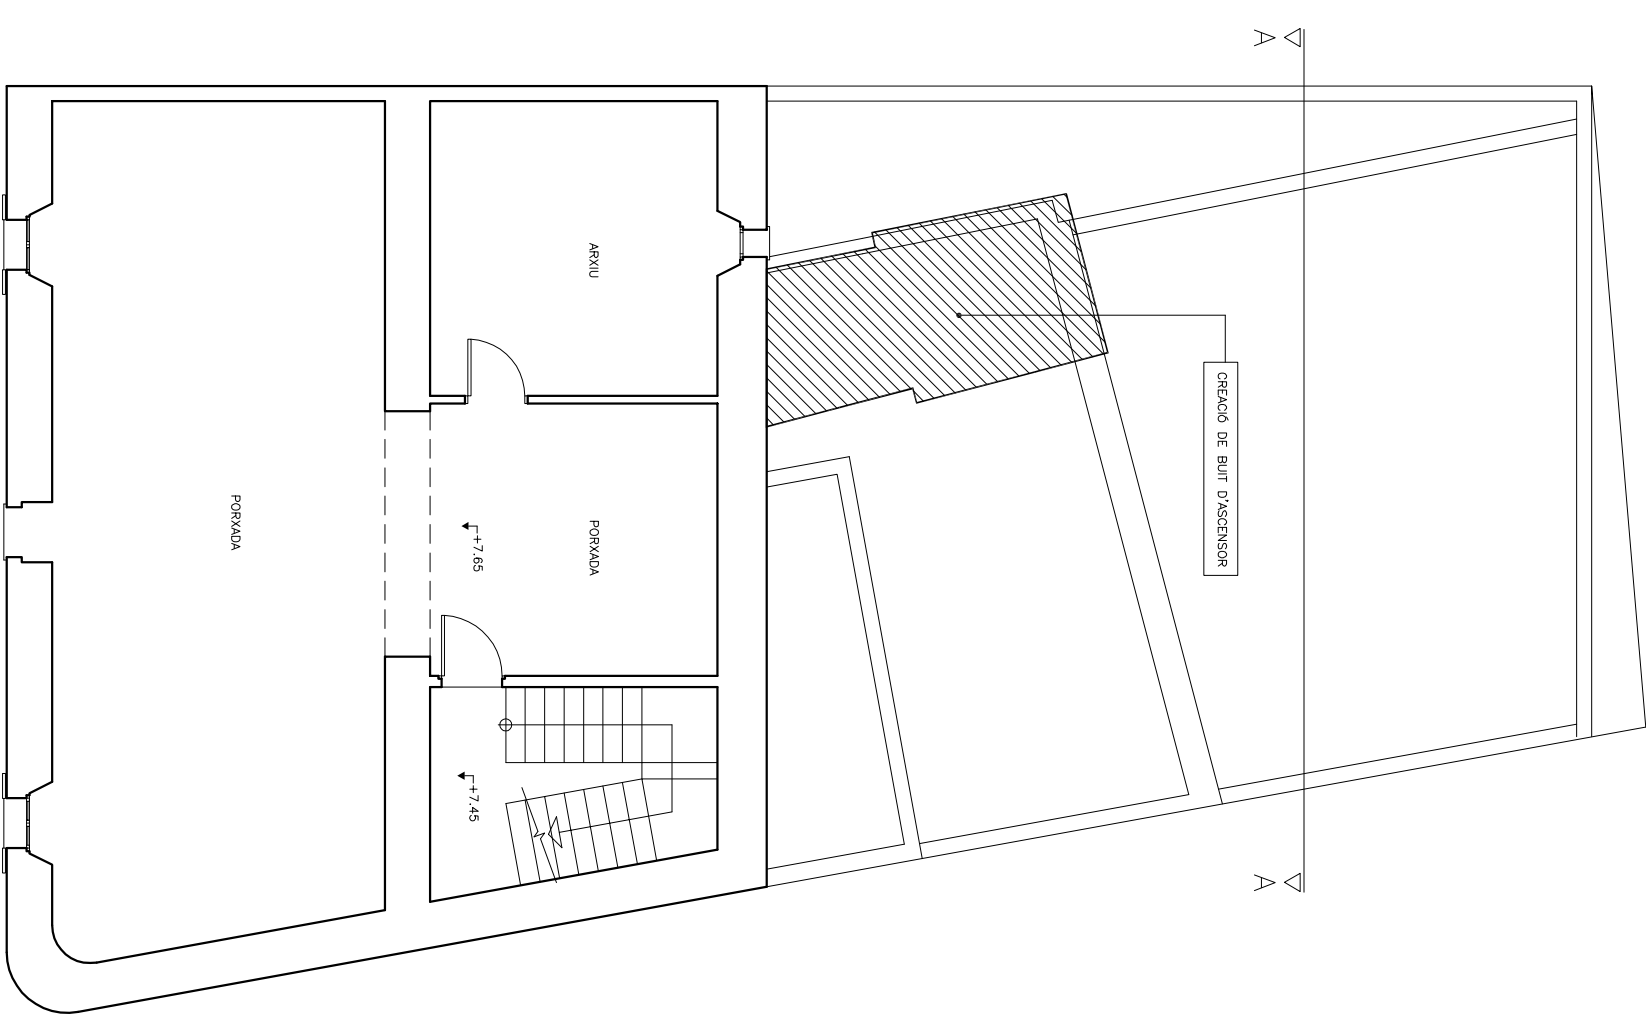 A
A
CREACIÓ DE BUIT D'ASCENSOR
ARXIU
PORXADA
+7.65
+7.45
PORXADA